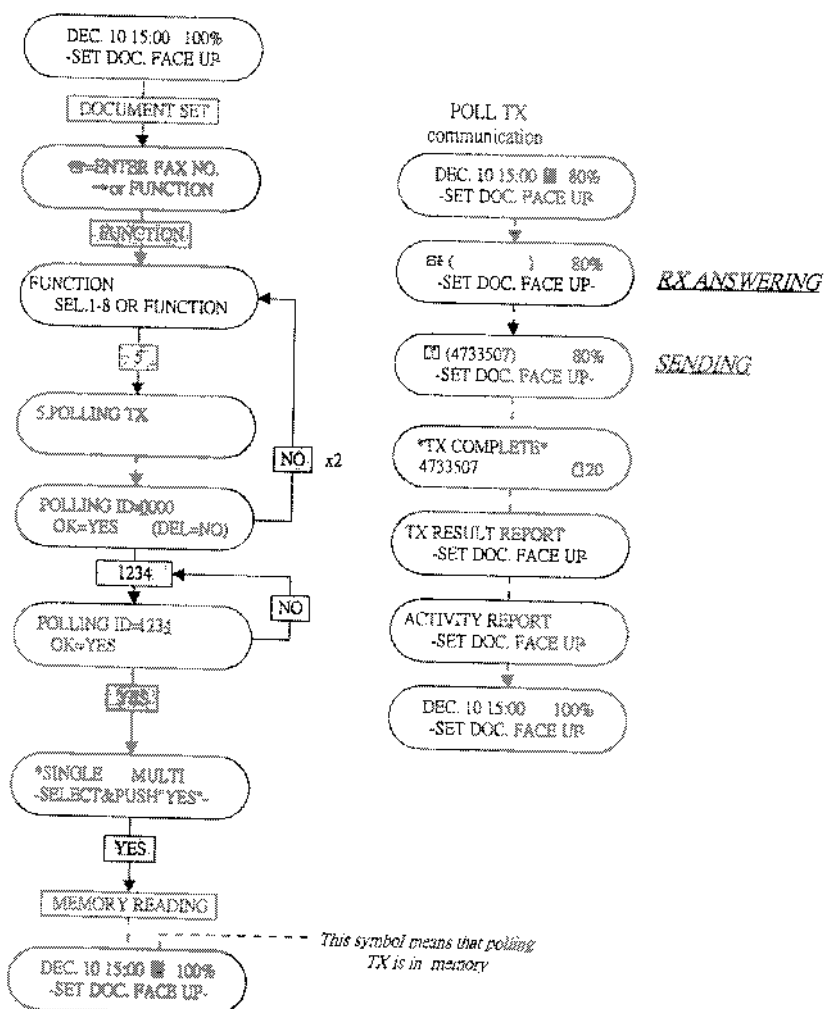 DEC. 10 15:00 100%
-SET DOC. FACE UP-
DOCUMENT SET
☎=ENTER FAX NO.
→or FUNCTION
FUNCTION
FUNCTION
SEL.1-8 OR FUNCTION
5
5.POLLING TX
NO x2
POLLING ID=0000
OK=YES (DEL=NO)
1234
NO
POLLING ID=1234
OK=YES
YES
*SINGLE MULTI
-SELECT&PUSH"YES"-
YES
MEMORY READING
DEC. 10 15:00 100%
-SET DOC. FACE UP-
This symbol means that polling
TX is in memory
POLL TX
communication
DEC. 10 15:00 80%
-SET DOC. FACE UP
( ) 80%
-SET DOC. FACE UP-
RX ANSWERING
(4733507) 80%
-SET DOC. FACE UP-
SENDING
*TX COMPLETE*
4733507 20
TX RESULT REPORT
-SET DOC. FACE UP
ACTIVITY REPORT
-SET DOC. FACE UP
DEC. 10 15:00 100%
-SET DOC. FACE UP-